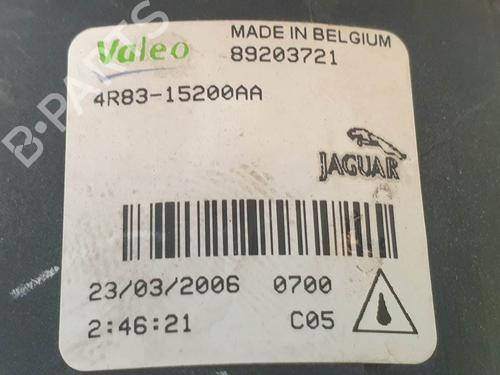 Valeo
MADE IN BELGIUM
89203721
4R83-15200AA
JAGUAR
23/03/2006 0700
2:46:21 C05
B-PARTS